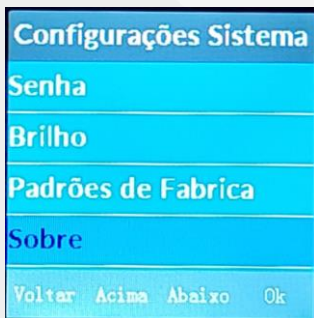 Configurações Sistema
Senha
Brilho
Padrões de Fabrica
Sobre
Voltar Acima Abaixo Ok